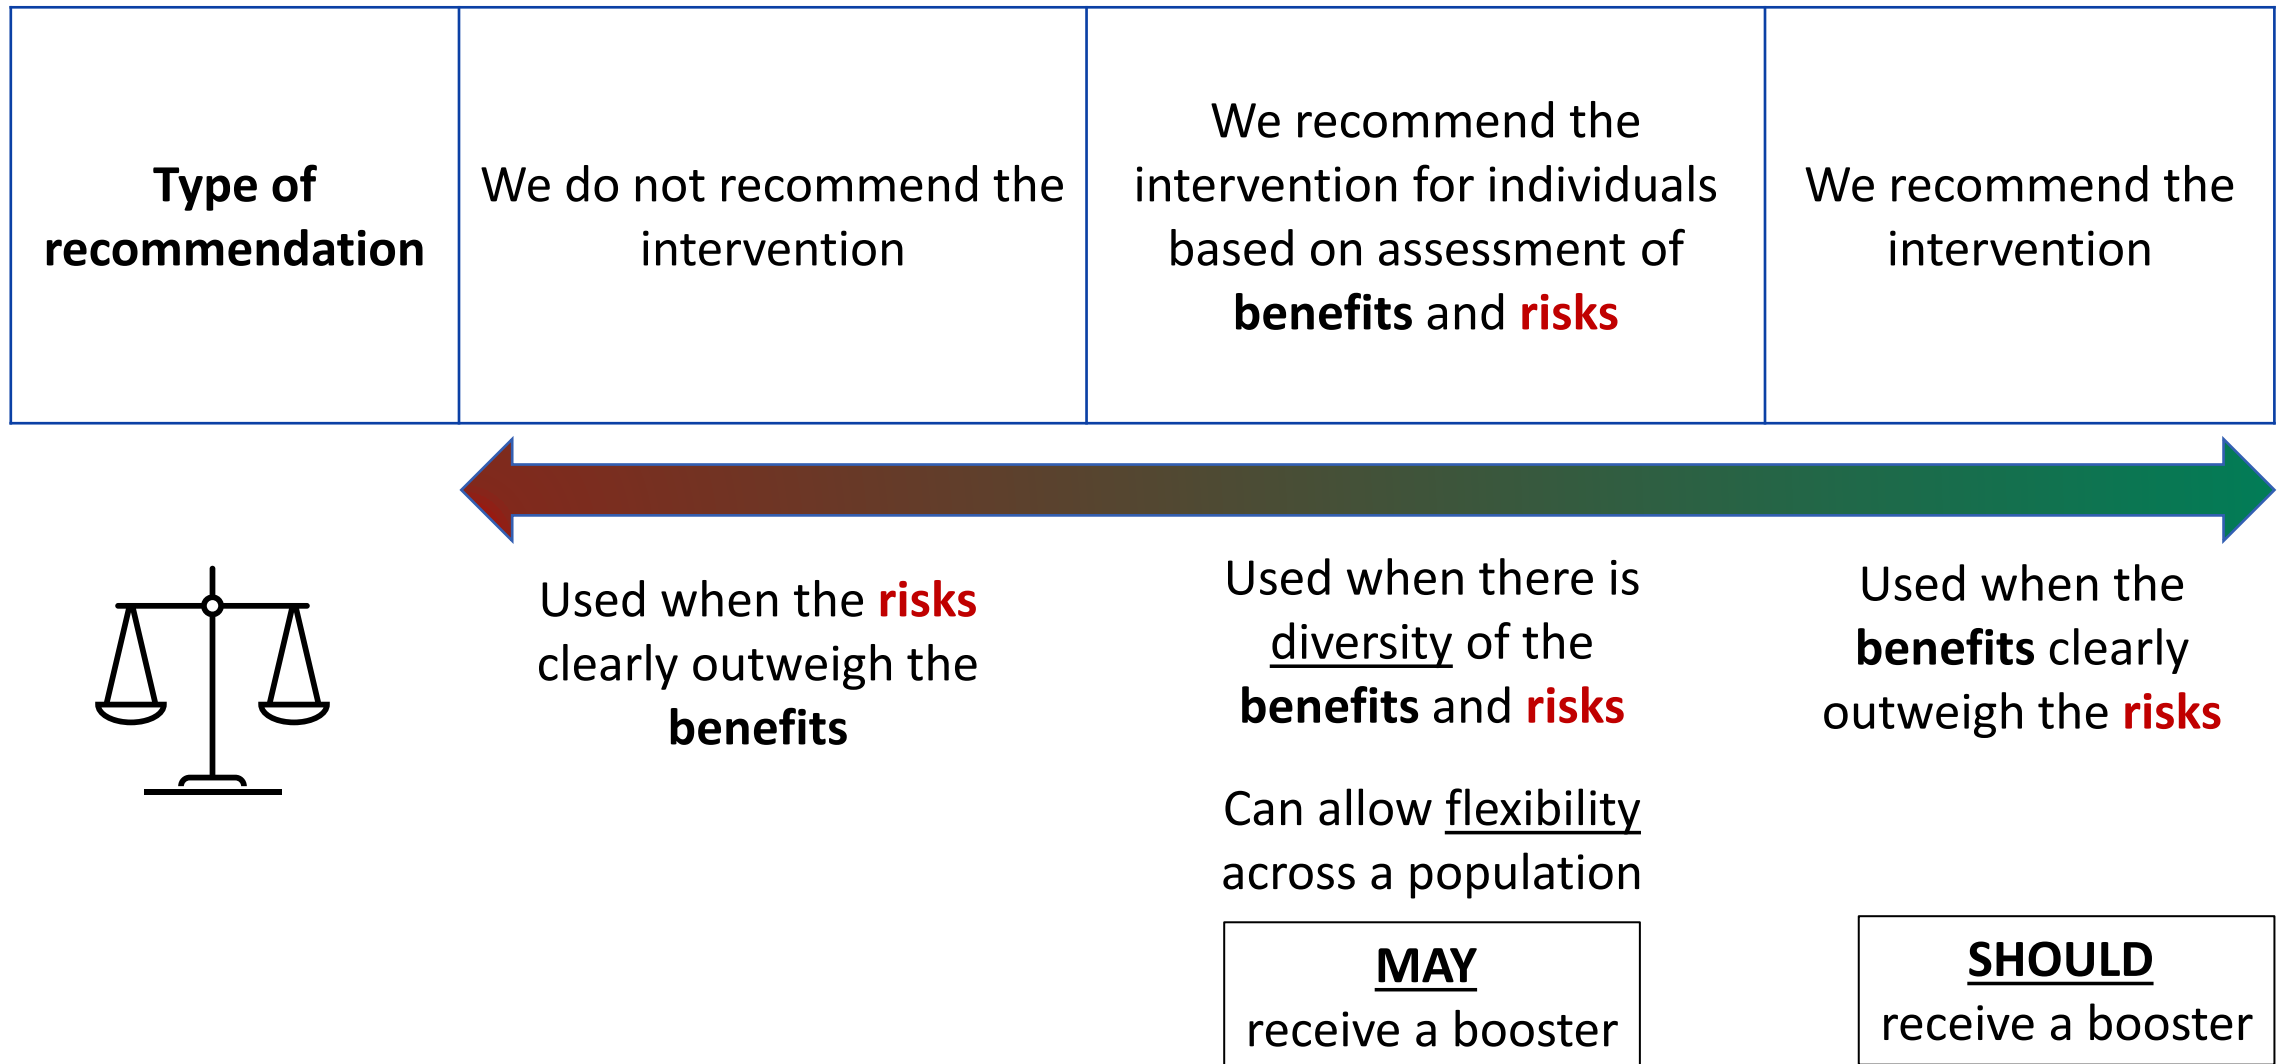 Type of
recommendation
We do not recommend the
intervention
We recommend the
intervention for individuals
based on assessment of
benefits and risks
We recommend the
intervention
Used when the risks
clearly outweigh the
benefits
Used when there is
diversity of the
benefits and risks
Can allow flexibility
across a population
MAY
receive a booster
Used when the
benefits clearly
outweigh the risks
SHOULD
receive a booster